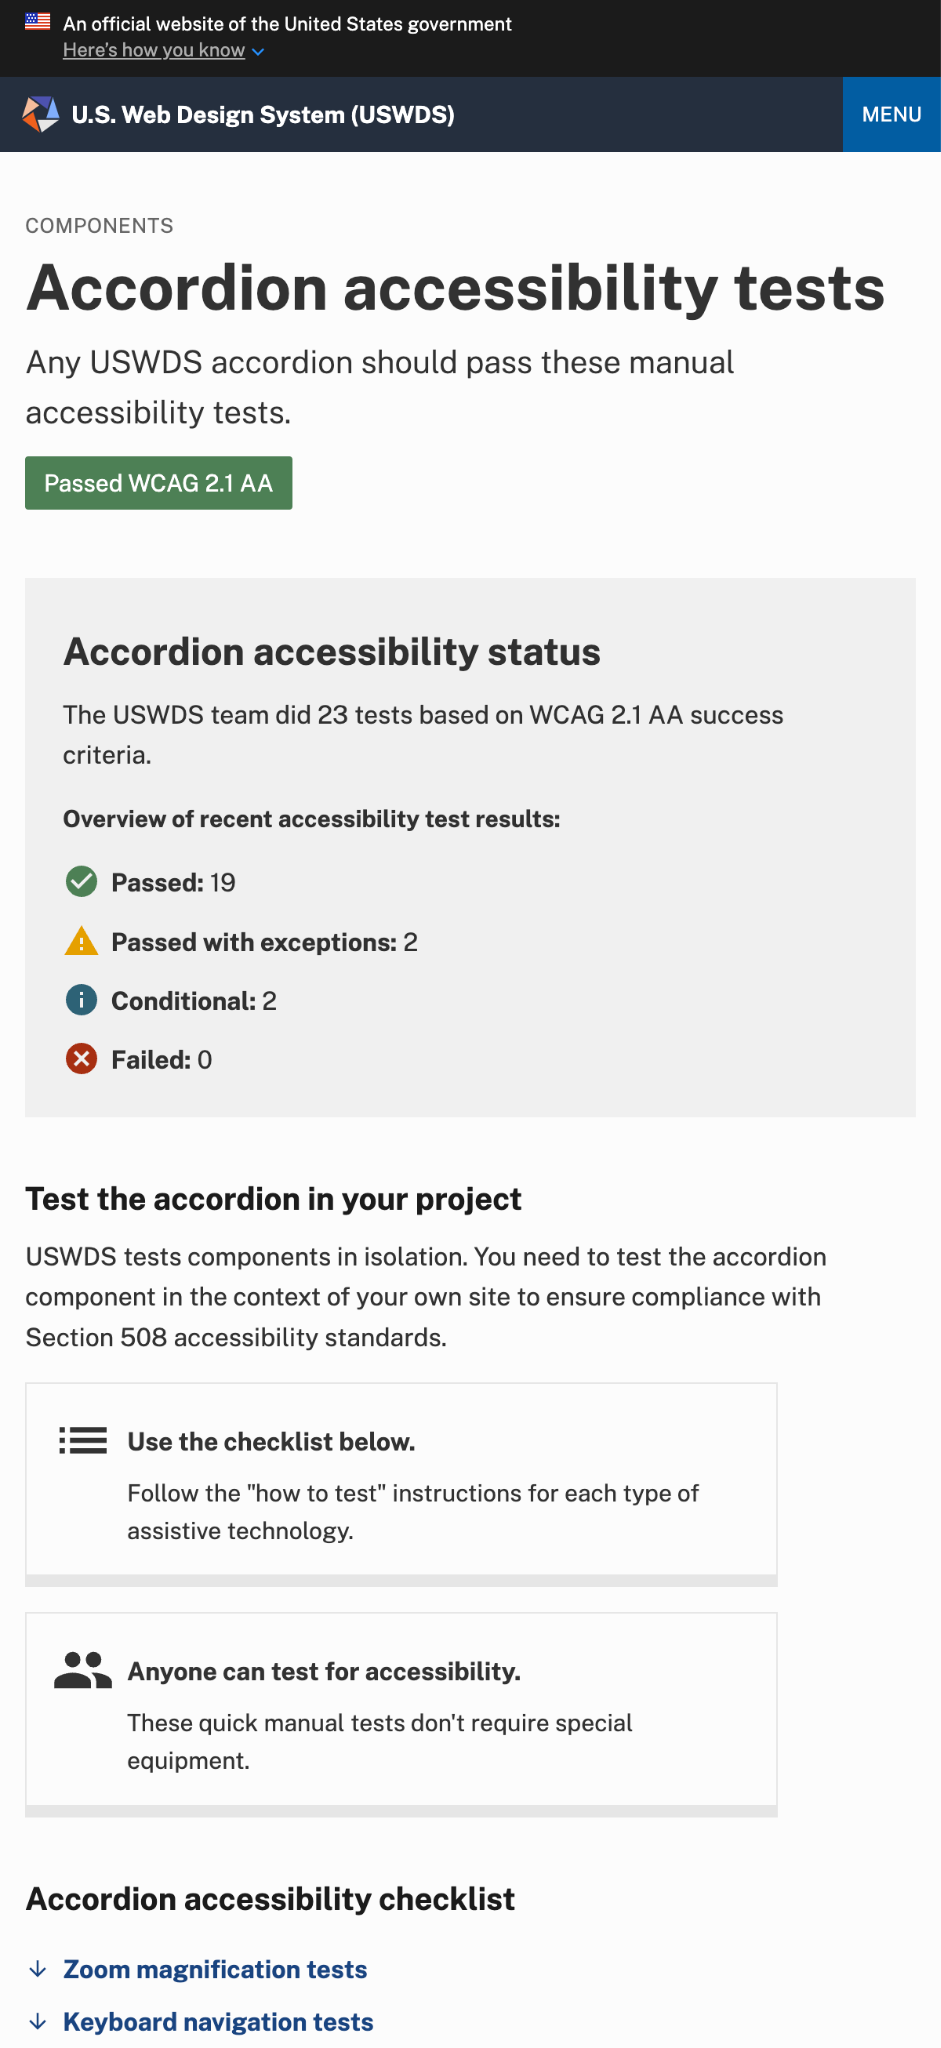 An official website of the United States government
Here's how you know
U.S. Web Design System (USWDS)
MENU
COMPONENTS
Accordion accessibility tests
Any USWDS accordion should pass these manual
accessibility tests.
Passed WCAG 2.1 AA
Accordion accessibility status
The USWDS team did 23 tests based on WCAG 2.1 AA success
criteria.
Overview of recent accessibility test results:
Passed: 19
Passed with exceptions: 2
Conditional: 2
Failed: 0
Test the accordion in your project
USWDS tests components in isolation. You need to test the accordion
component in the context of your own site to ensure compliance with
Section 508 accessibility standards.
Use the checklist below.
Follow the "how to test" instructions for each type of
assistive technology.
Anyone can test for accessibility.
These quick manual tests don't require special
equipment.
Accordion accessibility checklist
Zoom magnification tests
Keyboard navigation tests